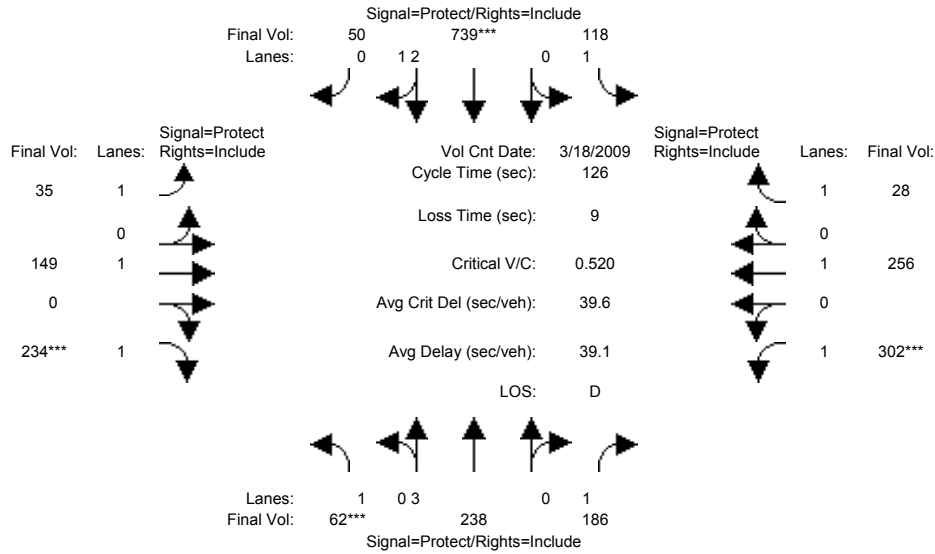 Signal=Protect/Rights=Include
Final Vol: 50 739*** 118
Lanes: 0 1 2 0 1
Signal=Protect Signal=Protect
Final Vol: Lanes: Rights=Include Vol Cnt Date: 3/18/2009 Rights=Include Lanes: Final Vol:
Cycle Time (sec): 126
35 1 1 28
Loss Time (sec): 9
0 0
149 1 Critical V/C: 0.520 1 256
0 Avg Crit Del (sec/veh): 39.6 0
234*** 1 Avg Delay (sec/veh): 39.1 1 302***
LOS: D
Lanes: 1 0 3 0 1
Final Vol: 62*** 238 186
Signal=Protect/Rights=Include